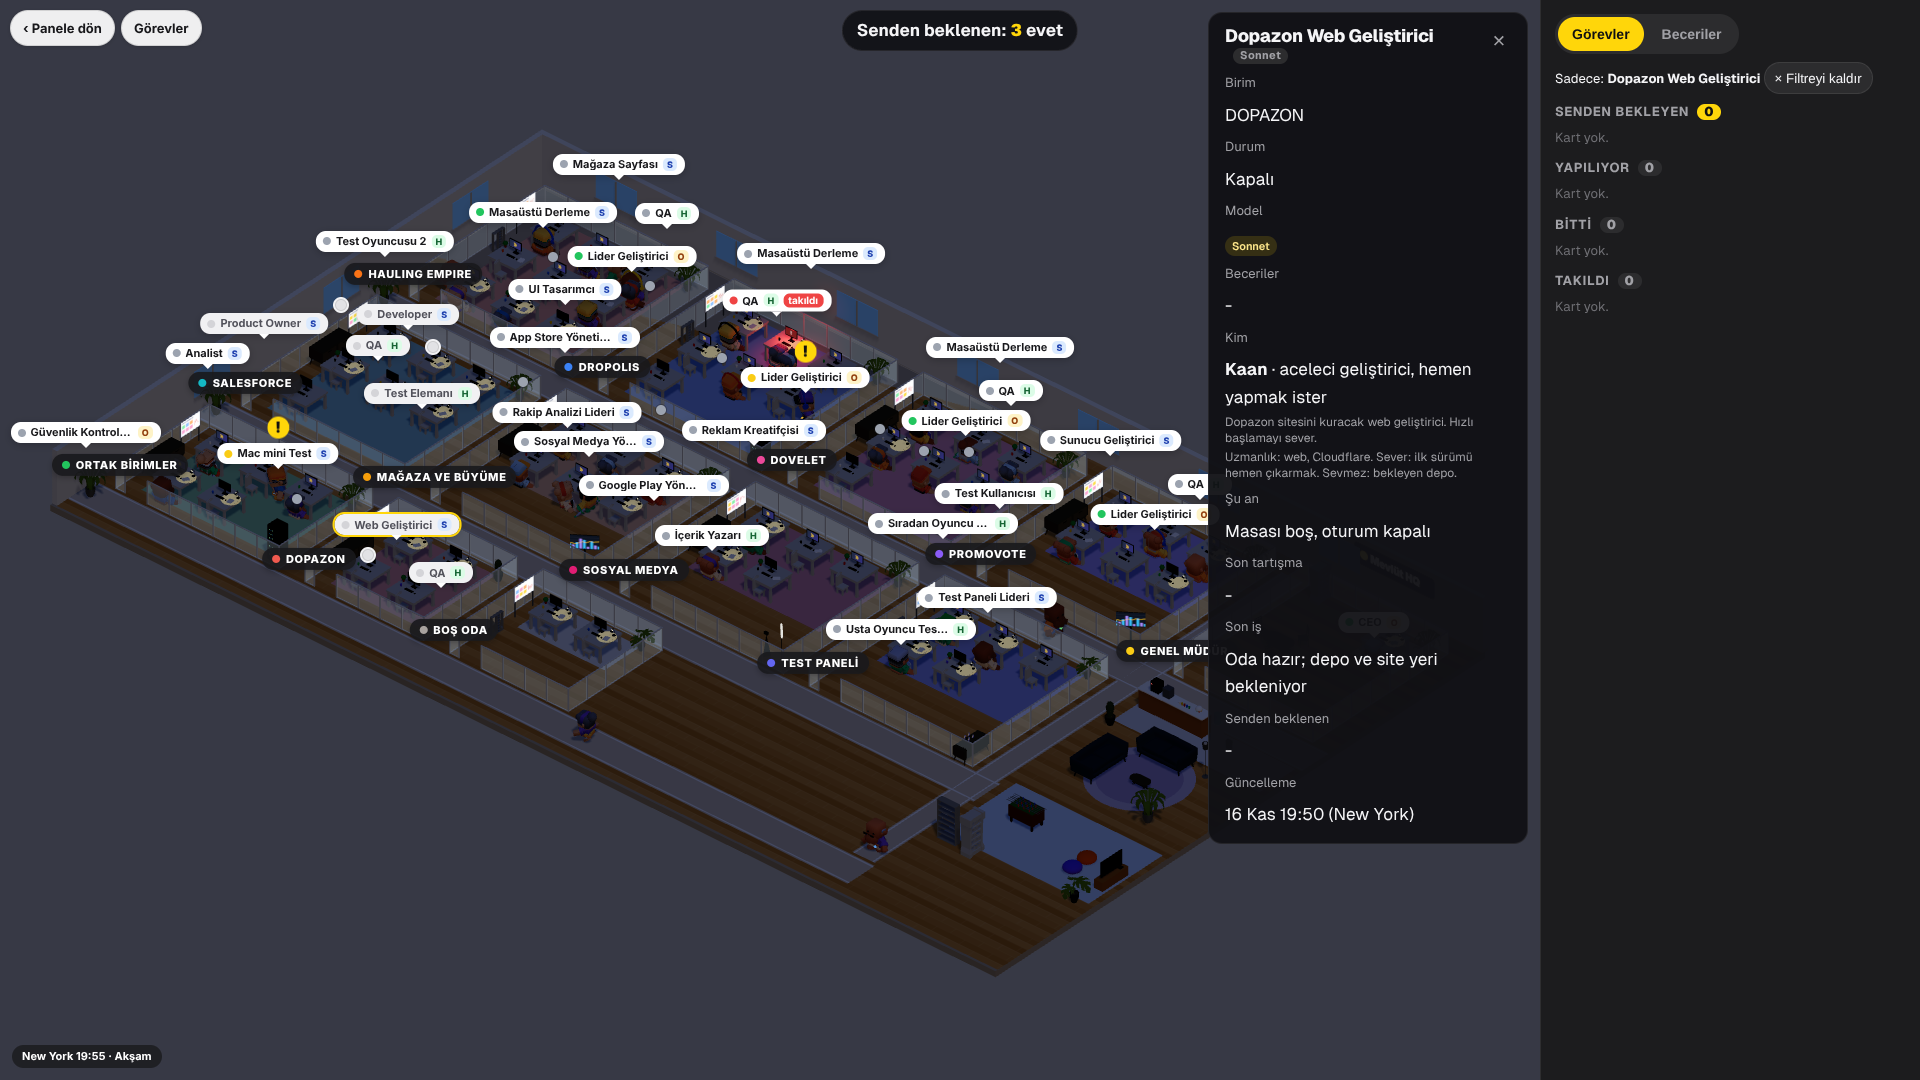 ‹ Panele dön
Görevler
Senden beklenen: 3 evet
Mağaza Sayfası S
Masaüstü Derleme S
QA H
Test Oyuncusu 2 H
Lider Geliştirici O
Masaüstü Derleme S
HAULING EMPIRE
UI Tasarımcı S
QA H takıldı
Product Owner S
Developer S
App Store Yöneti... S
QA H
Analist S
Masaüstü Derleme S
DROPOLIS
Lider Geliştirici O
SALESFORCE
Test Elemanı H
QA H
Rakip Analizi Lideri S
Lider Geliştirici O
Güvenlik Kontrol... O
Sosyal Medya Yö... S
Reklam Kreatifçisi S
Sunucu Geliştirici S
Mac mini Test S
ORTAK BİRİMLER
DOVELET
MAĞAZA VE BÜYÜME
Google Play Yön... S
QA
Test Kullanıcısı H
Lider Geliştirici O
Web Geliştirici S
Sıradan Oyuncu ... H
İçerik Yazarı H
DOPAZON
PROMOVOTE
QA H
SOSYAL MEDYA
Test Paneli Lideri S
BOŞ ODA
Usta Oyuncu Tes... H
CEO O
GENEL MÜD
TEST PANELİ
New York 19:55 · Akşam
Dopazon Web Geliştirici
×
Sonnet
Birim
DOPAZON
Durum
Kapalı
Model
Sonnet
Beceriler
-
Kim
Kaan · aceleci geliştirici, hemen
yapmak ister
Dopazon sitesini kuracak web geliştirici. Hızlı
başlamayı sever.
Uzmanlık: web, Cloudflare. Sever: ilk sürümü
hemen çıkarmak. Sevmez: bekleyen depo.
Şu an
Masası boş, oturum kapalı
Son tartışma
-
Son iş
Oda hazır; depo ve site yeri
bekleniyor
Senden beklenen
-
Güncelleme
16 Kas 19:50 (New York)
Görevler
Beceriler
Sadece: Dopazon Web Geliştirici × Filtreyi kaldır
SENDEN BEKLEYEN 0
Kart yok.
YAPILIYOR 0
Kart yok.
BİTTİ 0
Kart yok.
TAKILDI 0
Kart yok.